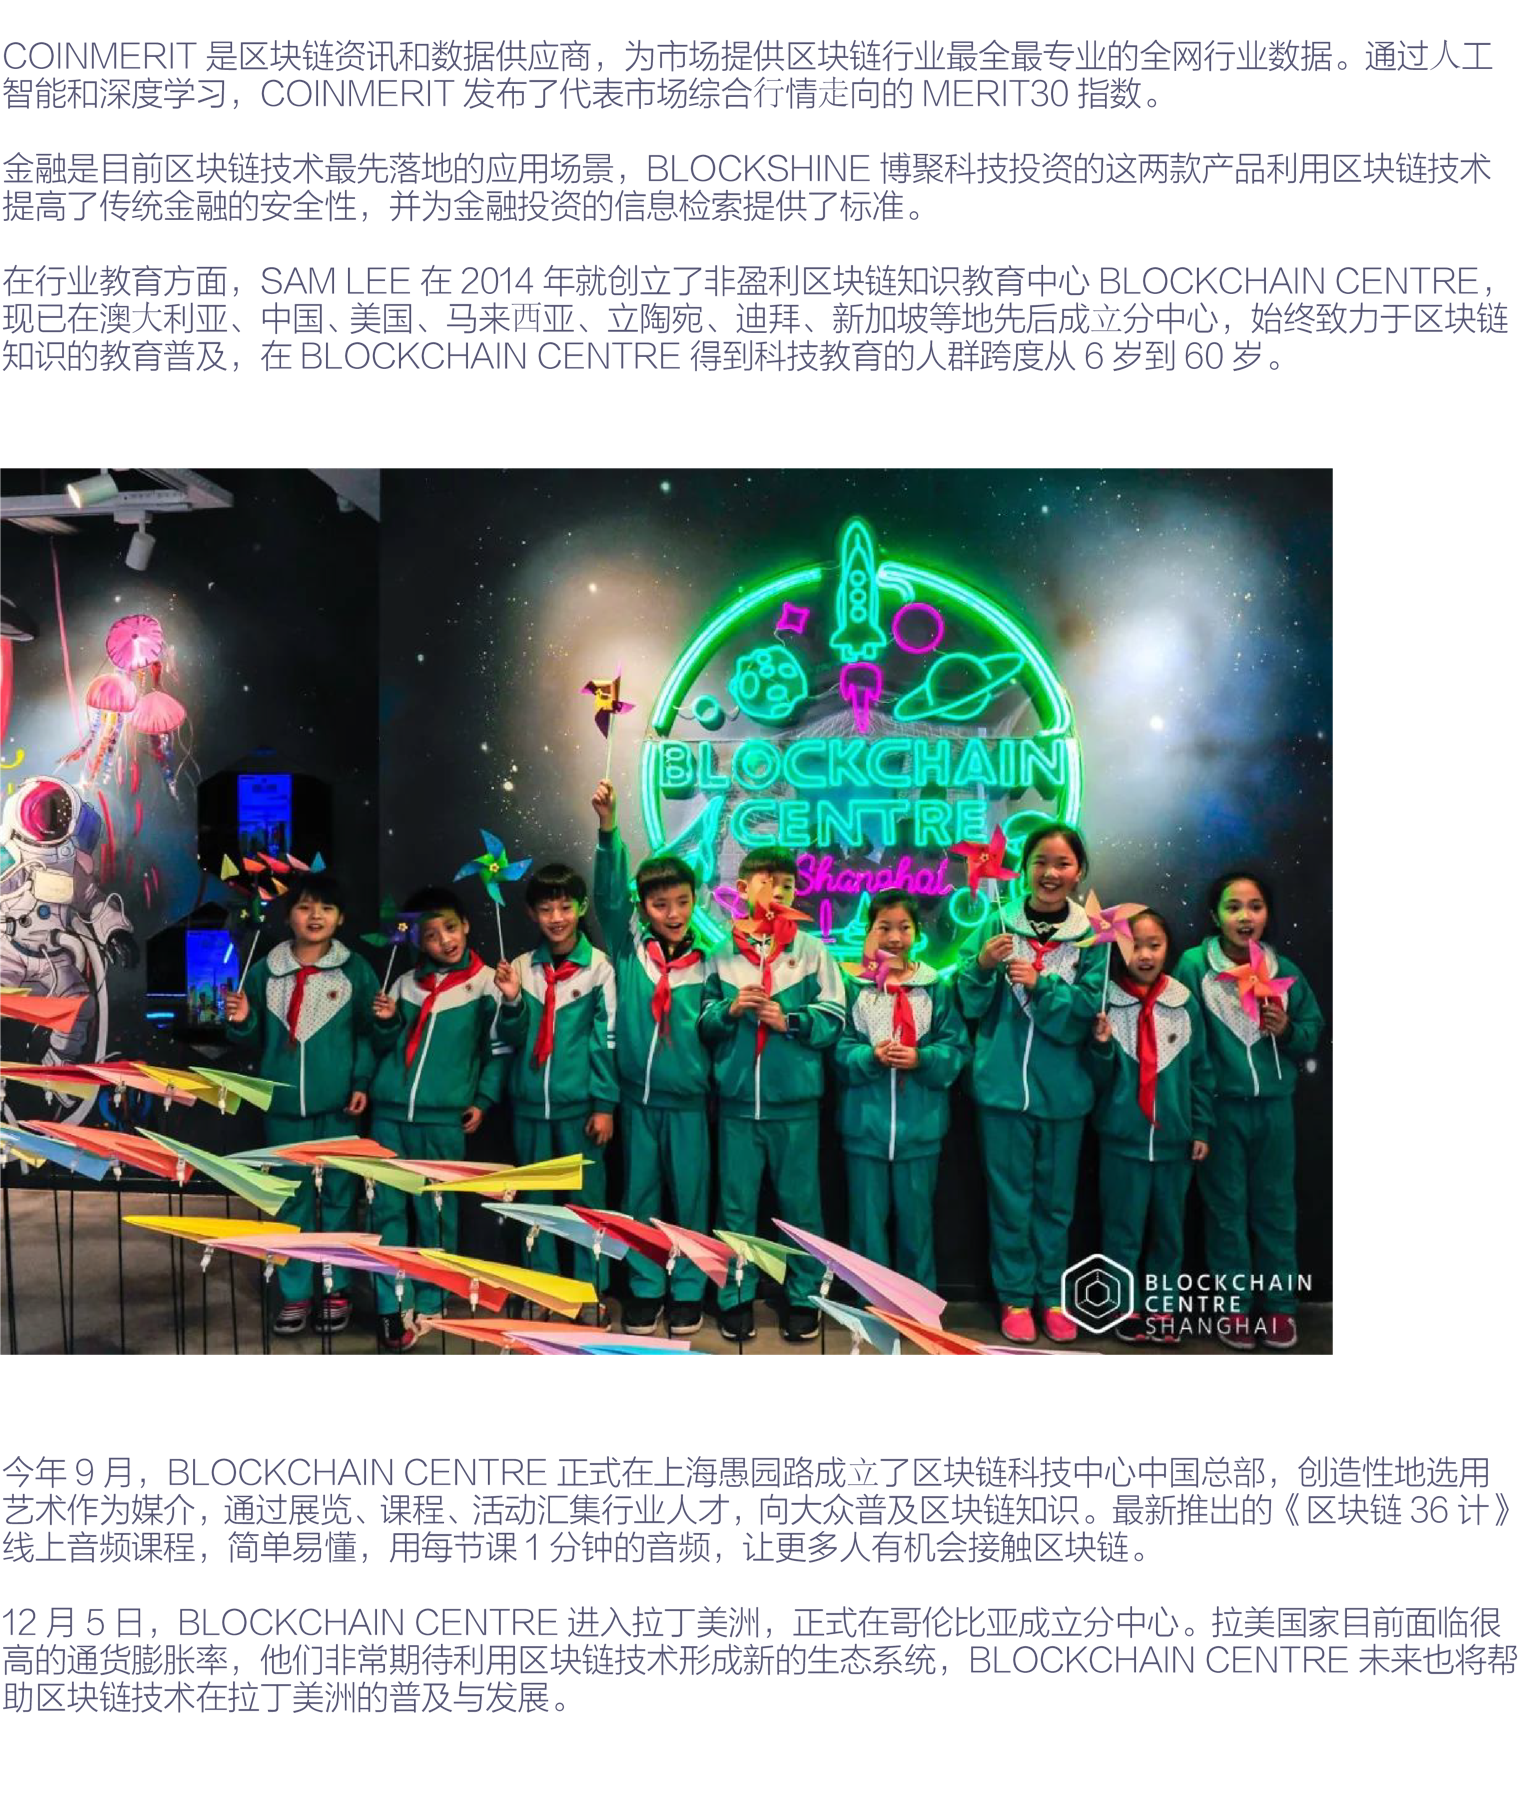 COINMERIT 是区块链资讯和数据供应商，为市场提供区块链行业最全最专业的全网行业数据。通过人工
智能和深度学习，COINMERIT 发布了代表市场综合行情走向的 MERIT30 指数。
金融是目前区块链技术最先落地的应用场景，BLOCKSHINE 博聚科技投资的这两款产品利用区块链技术
提高了传统金融的安全性，并为金融投资的信息检索提供了标准。
在行业教育方面，SAM LEE 在 2014 年就创立了非盈利区块链知识教育中心 BLOCKCHAIN CENTRE，
现已在澳大利亚、中国、美国、马来西亚、立陶宛、迪拜、新加坡等地先后成立分中心，始终致力于区块链
知识的教育普及，在 BLOCKCHAIN CENTRE 得到科技教育的人群跨度从 6 岁到 60 岁。
BLOCKCHAIN
CENTRE
Shanghai
BLOCKCHAIN
CENTRE
SHANGHAI
今年 9 月，BLOCKCHAIN CENTRE 正式在上海愚园路成立了区块链科技中心中国总部，创造性地选用
艺术作为媒介，通过展览、课程、活动汇集行业人才，向大众普及区块链知识。最新推出的《区块链 36 计》
线上音频课程，简单易懂，用每节课 1 分钟的音频，让更多人有机会接触区块链。
12 月 5 日，BLOCKCHAIN CENTRE 进入拉丁美洲，正式在哥伦比亚成立分中心。拉美国家目前面临很
高的通货膨胀率，他们非常期待利用区块链技术形成新的生态系统，BLOCKCHAIN CENTRE 未来也将帮
助区块链技术在拉丁美洲的普及与发展。